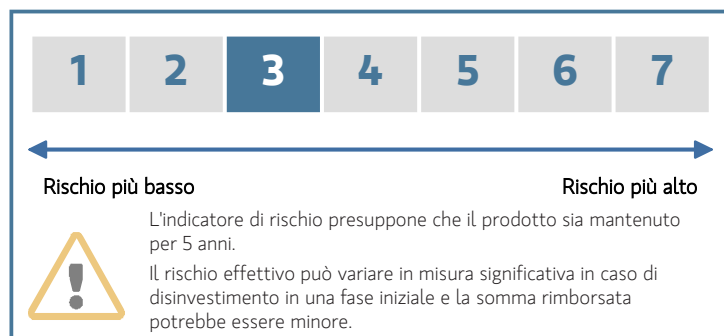 1 2 3 4 5 6 7
Rischio più basso Rischio più alto
L'indicatore di rischio presuppone che il prodotto sia mantenuto
per 5 anni.
Il rischio effettivo può variare in misura significativa in caso di
disinvestimento in una fase iniziale e la somma rimborsata
potrebbe essere minore.